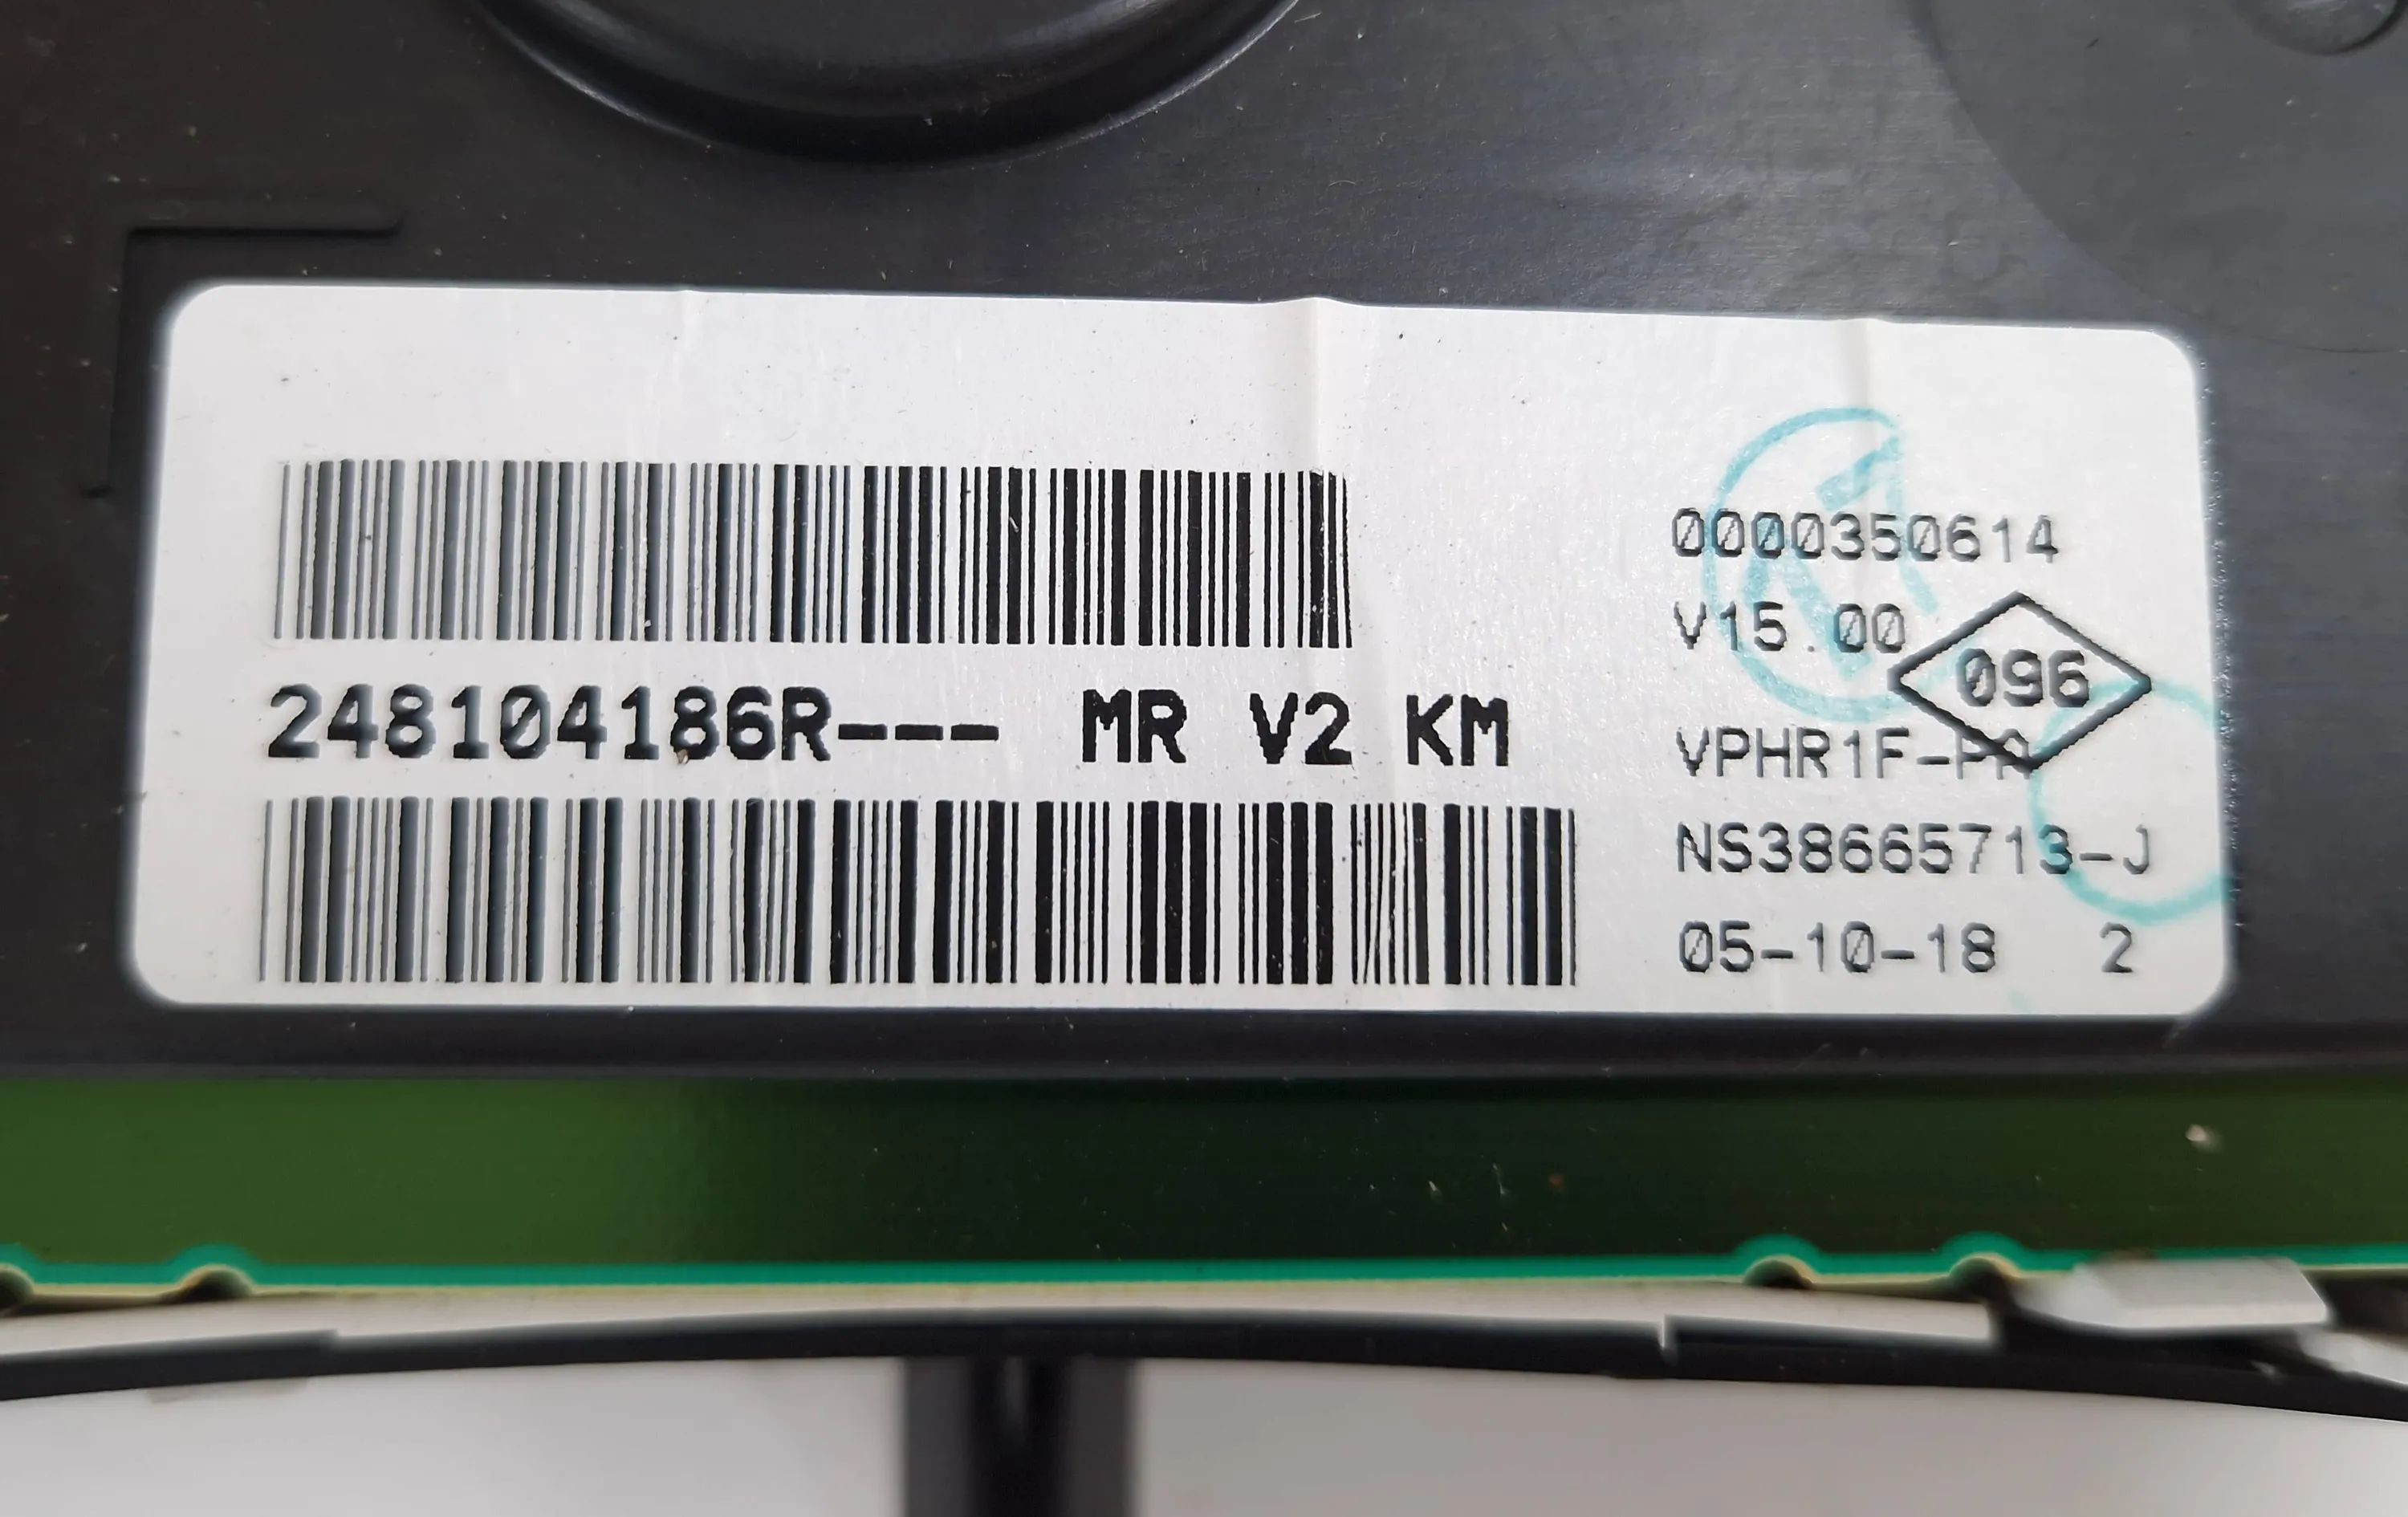 0000350614
V15.00
096
248104186R--- MR V2 KM
NS38665713-J
05-10-18 2